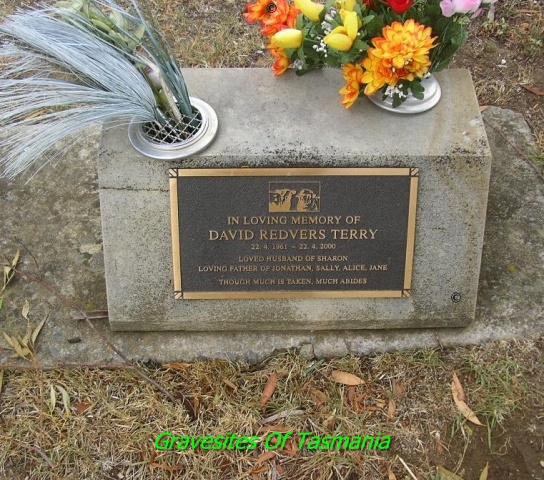 IN LOVING MEMORY OF
DAVID REDVERS TERRY
22. 4. 1961 ~ 22. 4. 2000
LOVED HUSBAND OF SHARON
LOVING FATHER OF JONATHAN, SALLY, ALICE, JANE
THOUGH MUCH IS TAKEN, MUCH ABIDES
©
Gravesites Of Tasmania